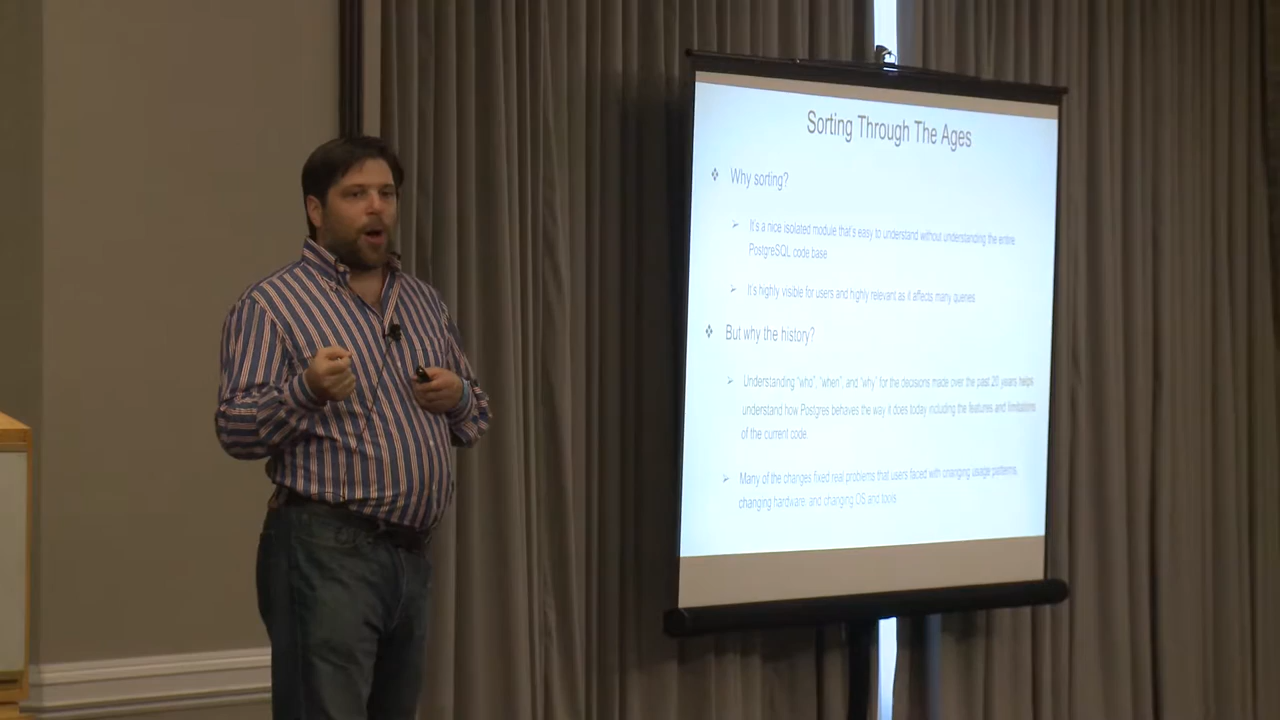 Sorting Through The Ages
Why sorting?
It's a nice isolated module that's easy to understand without understanding the entire
PostgreSQL code base
It's highly visible for users and highly relevant as it affects many queries
But why the history?
Understanding "who", "when", and "why" for the decisions made over the past 20 years helps
understand how Postgres behaves the way it does today including the features and limitations
of the current code.
Many of the changes fixed real problems that users faced with changing usage patterns,
changing hardware, and changing OS and tools